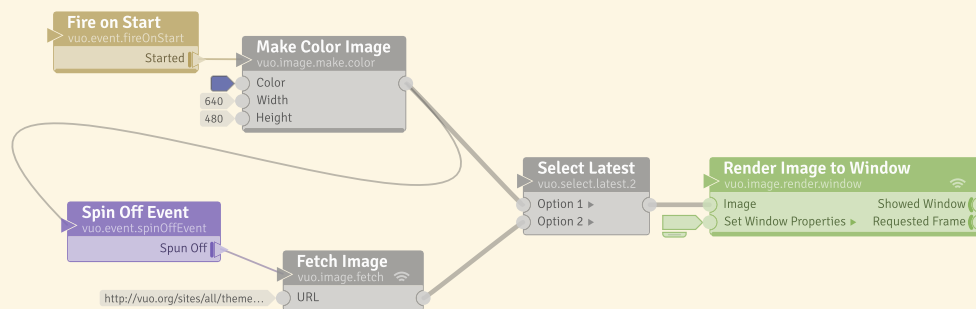 Fire on Start
vuo.event.fireOnStart
Started
Make Color Image
vuo.image.make.color
Color
640 Width
480 Height
Select Latest
vuo.select.latest.2
Option 1
Option 2
Render Image to Window
vuo.image.render.window
Image Showed Window
Set Window Properties Requested Frame
Spin Off Event
vuo.event.spinOffEvent
Spun Off
Fetch Image
vuo.image.fetch
http://vuo.org/sites/all/theme... URL